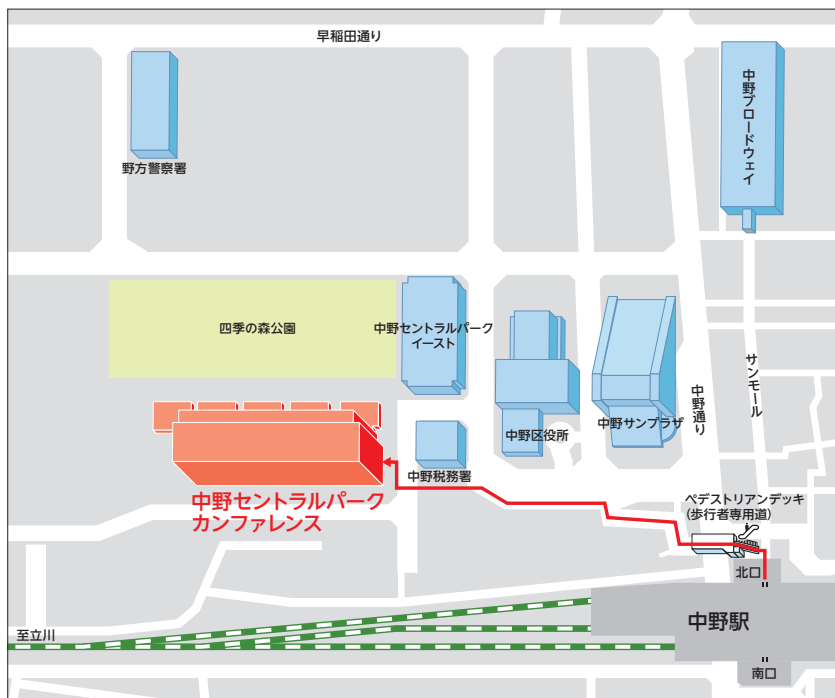 早稲田通り
中野ブロードウェイ
野方警察署
四季の森公園
中野セントラルパーク
イースト
サンモール
中野通り
中野サンプラザ
中野区役所
中野税務署
中野セントラルパーク
カンファレンス
ペデストリアンデッキ
(歩行者専用道)
北口
中野駅
至立川
南口